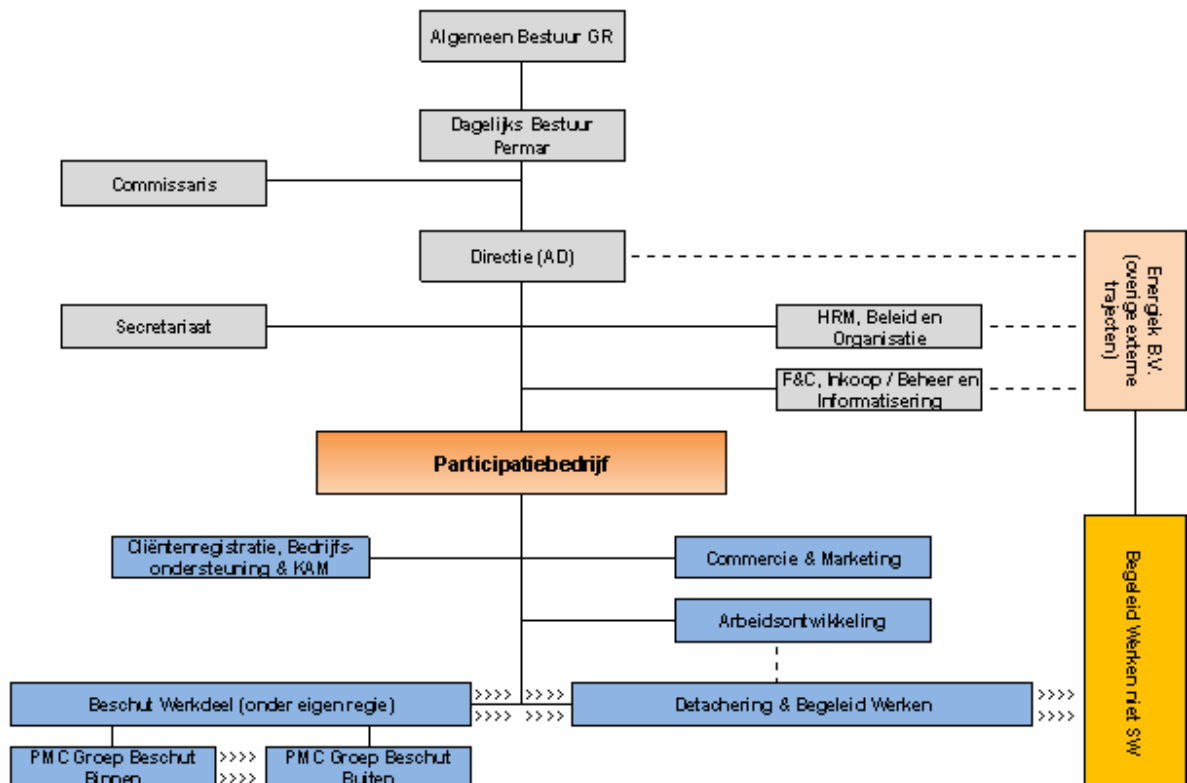 Algemeen Bestuur GR
Dagelijks Bestuur
Permar
Commissaris
Directie (AD)
Energiek B.V.
(overige externe
trajecten)
Secretariaat
HRM, Beleid en
Organisatie
F&C, Inkoop / Beheer en
Informatisering
Participatiebedrijf
Cliëntenregistratie, Bedrijfs-
ondersteuning & KAM
Commercie & Marketing
Arbeidsontwikkeling
Begeleid Werken niet SW
Beschut Werkdeel (onder eigen regie)
>>>> >>>>
>>>> >>>>
Detachering & Begeleid Werken
>>>>
>>>>
PMC Groep Beschut
Binnen
>>>>
>>>>
PMC Groep Beschut
Buiten